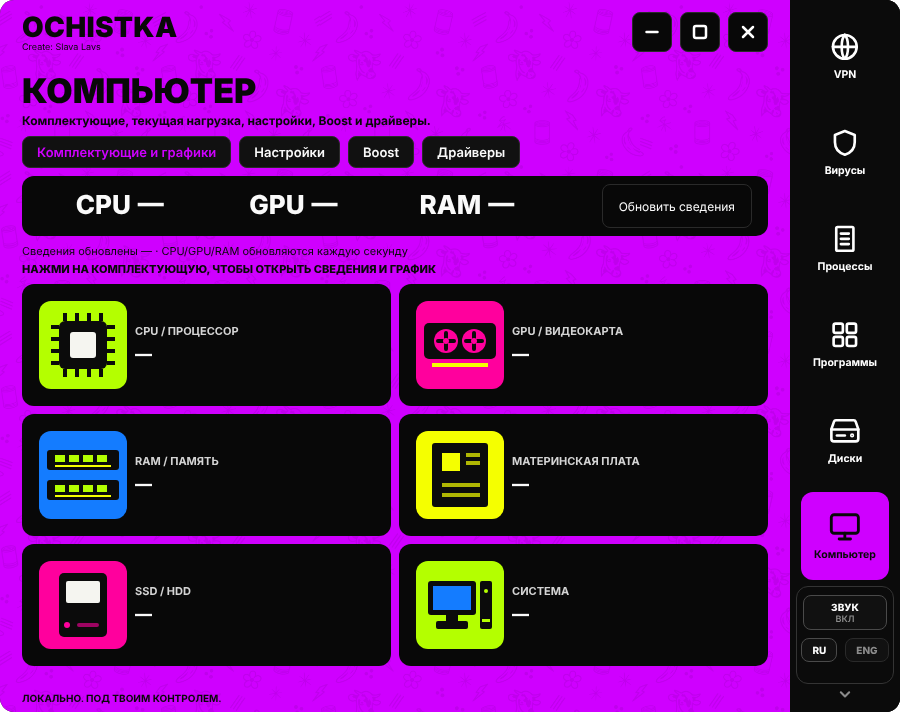 OCHISTKA
Create: Slava Lavs
КОМПЬЮТЕР
Комплектующие, текущая нагрузка, настройки, Boost и драйверы.
Комплектующие и графики
Настройки
Boost
Драйверы
CPU —
GPU —
RAM —
Обновить сведения
Сведения обновлены — · CPU/GPU/RAM обновляются каждую секунду
НАЖМИ НА КОМПЛЕКТУЮЩУЮ, ЧТОБЫ ОТКРЫТЬ СВЕДЕНИЯ И ГРАФИК
CPU / ПРОЦЕССОР
—
GPU / ВИДЕОКАРТА
—
RAM / ПАМЯТЬ
—
МАТЕРИНСКАЯ ПЛАТА
—
SSD / HDD
—
СИСТЕМА
—
ЛОКАЛЬНО. ПОД ТВОИМ КОНТРОЛЕМ.
VPN
Вирусы
Процессы
Программы
Диски
Компьютер
ЗВУК
ВКЛ
RU
ENG